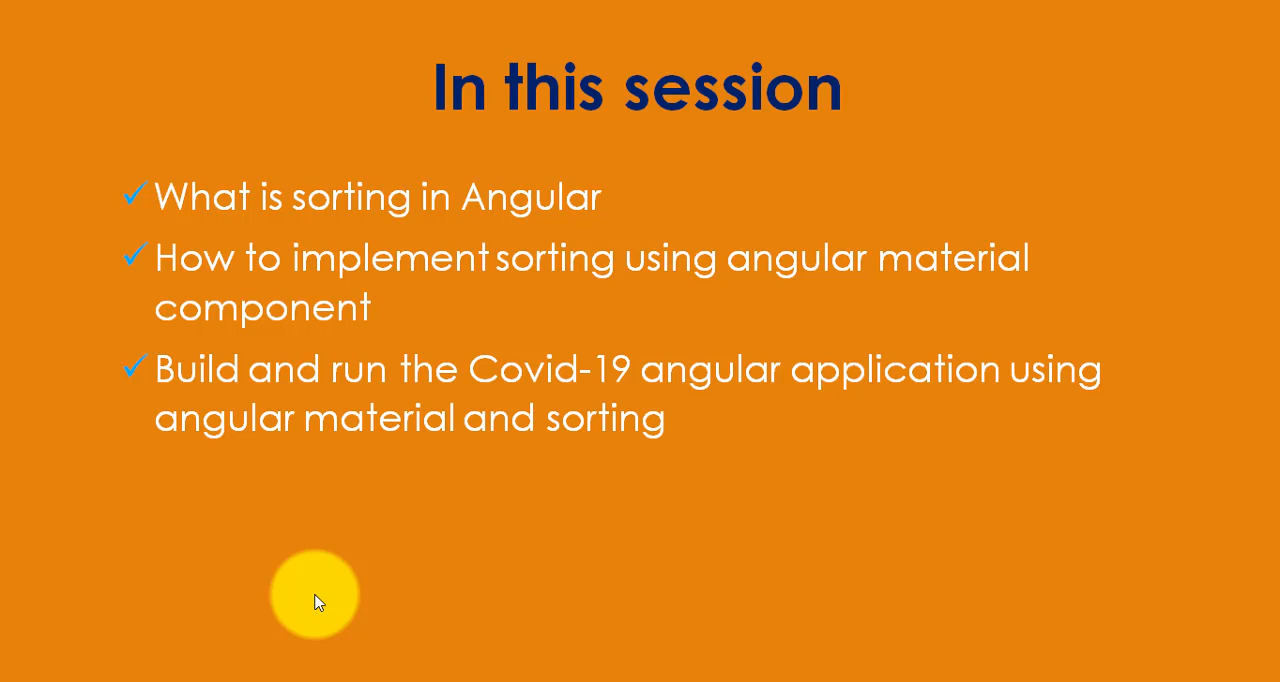 In this session
What is sorting in Angular
How to implement sorting using angular material
component
Build and run the Covid-19 angular application using
angular material and sorting